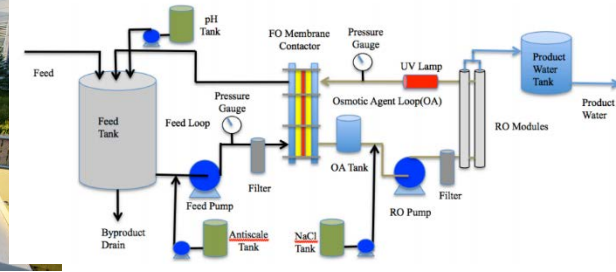 pH
Tank
FO Membrane
Contactor
Pressure
Gauge
UV Lamp
Product
Water
Tank
Feed
Product
Water
Pressure
Gauge
Osmotic Agent Loop(OA)
Feed
Tank
Feed Loop
RO Modules
OA Tank
Filter
Filter
Feed Pump
RO Pump
Byproduct
Drain
Antiscale
Tank
NaCl
Tank